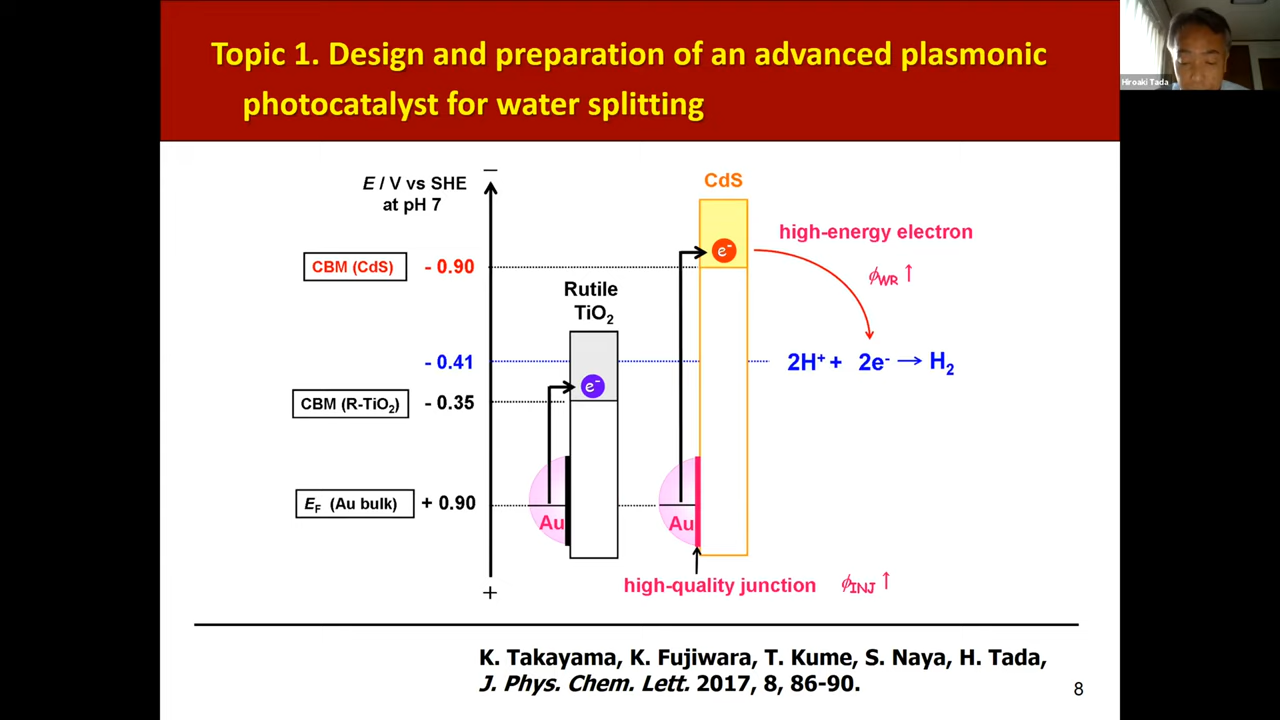 Topic 1. Design and preparation of an advanced plasmonic
photocatalyst for water splitting
Hiroaki Tada
E / V vs SHE
at pH 7
−
CdS
e⁻
high-energy electron
ϕWR ↑
CBM (CdS)
- 0.90
Rutile
TiO₂
- 0.41
2H⁺ + 2e⁻ → H₂
e⁻
CBM (R-TiO₂)
- 0.35
EF (Au bulk)
+ 0.90
Au
Au
high-quality junction
ϕINJ ↑
+
K. Takayama, K. Fujiwara, T. Kume, S. Naya, H. Tada,
J. Phys. Chem. Lett. 2017, 8, 86-90.
8